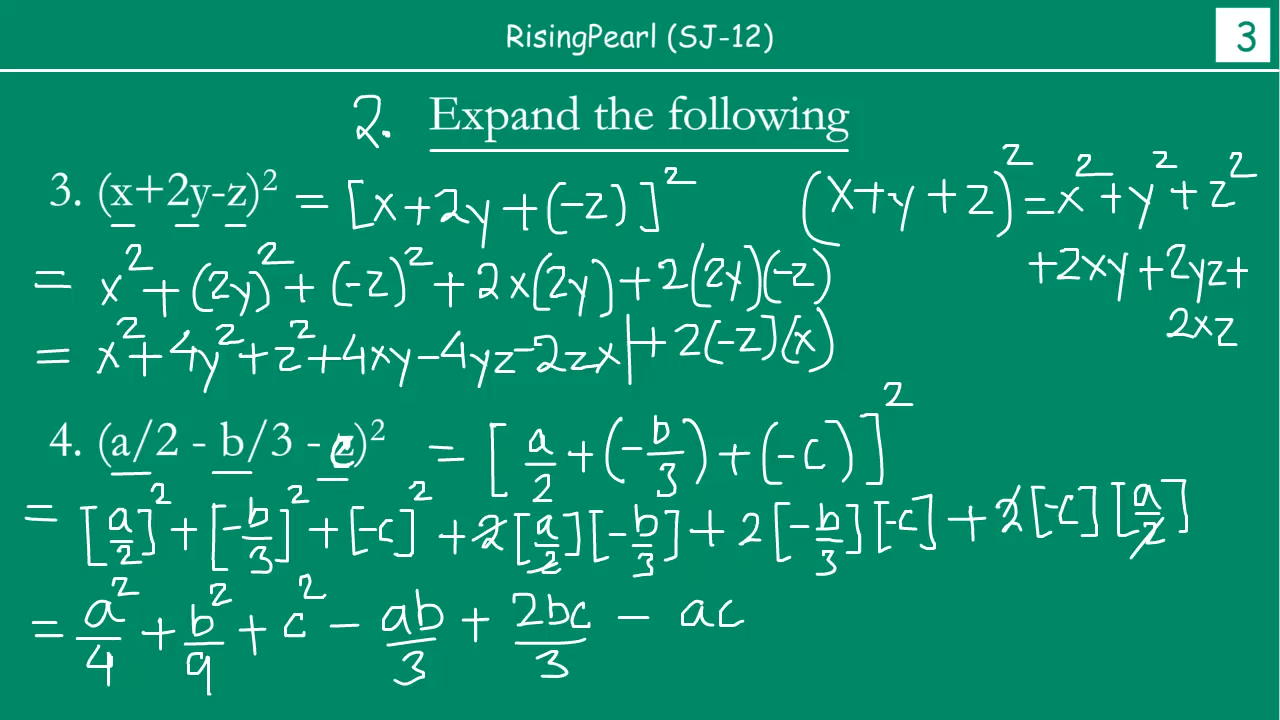 RisingPearl (SJ-12)
3
2. Expand the following
3. (x+2y-z)² = [x+2y+(-z)]²
(x+y+z)² = x²+y²+z²
+2xy+2yz+
2xz
= x²+(2y)²+(-z)²+2x(2y)+2(2y)(-z)
+2(-z)(x)
= x²+4y²+z²+4xy-4yz-2zx
4. (a/2 - b/3 - c)² = [a/2+(-b/3)+(-c)]²
= [a/2]²+[-b/3]²+[-c]²+2[a/2][-b/3]+2[-b/3][-c]+2[-c][a/2]
= a²/4+b²/9+c²-ab/3+2bc/3-ac